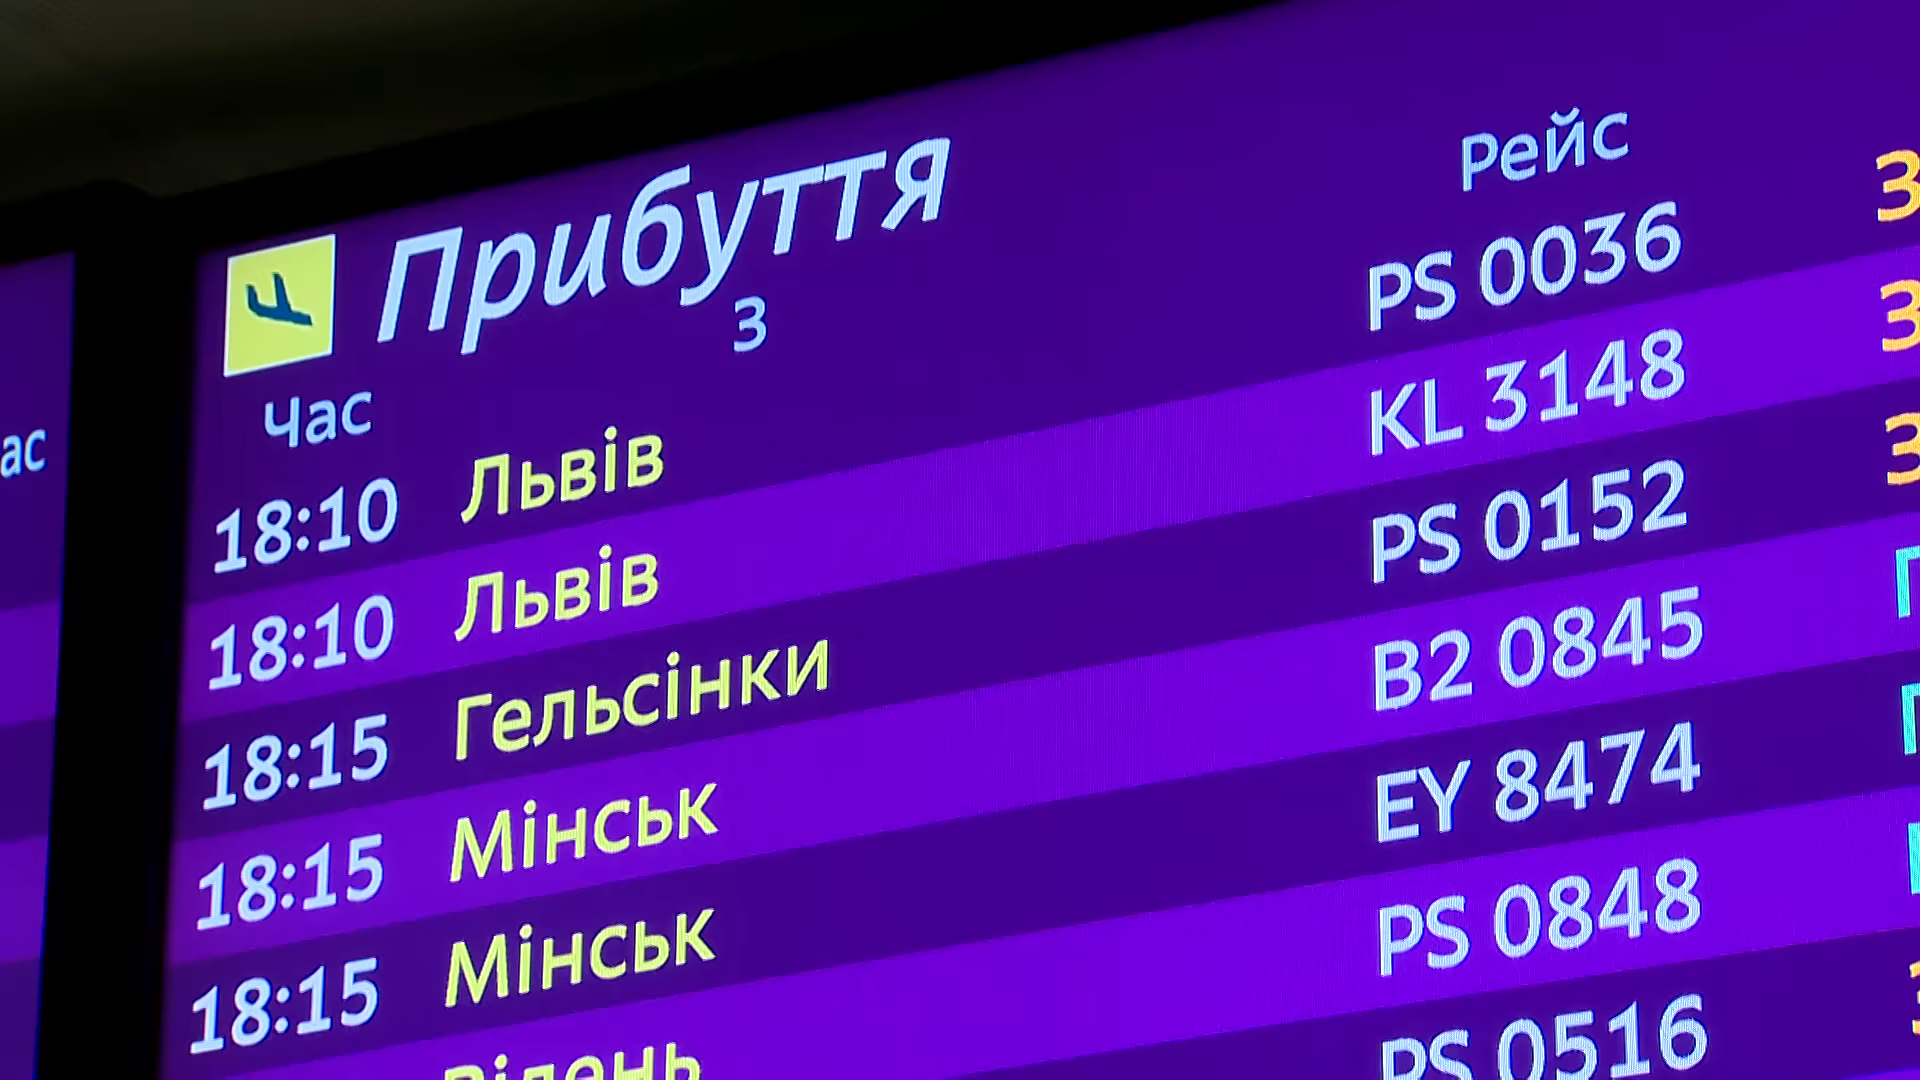 Прибуття
Час З Рейс
18:10 Львів PS 0036
18:10 Львів KL 3148
18:15 Гельсінки PS 0152
18:15 Мінськ B2 0845
18:15 Мінськ EY 8474
Відень PS 0848
PS 0516